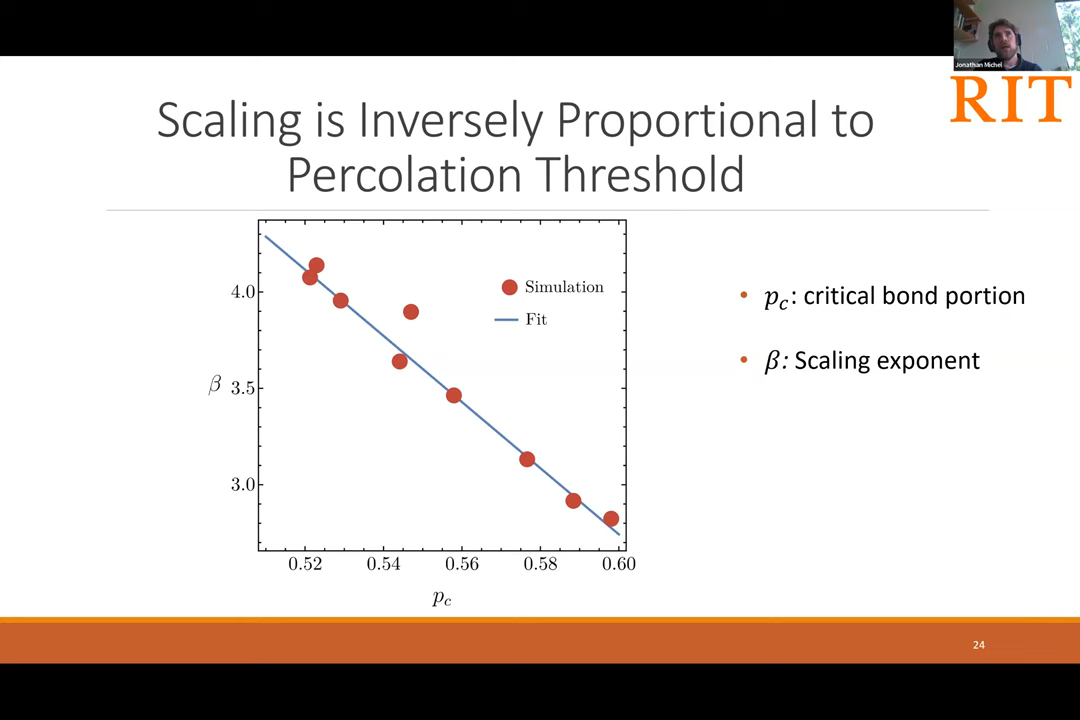 Jonathan Michel
RIT
Scaling is Inversely Proportional to
Percolation Threshold
4.0
β 3.5
3.0
Simulation
Fit
0.52 0.54 0.56 0.58 0.60
p_c
• p_c: critical bond portion
• β: Scaling exponent
24